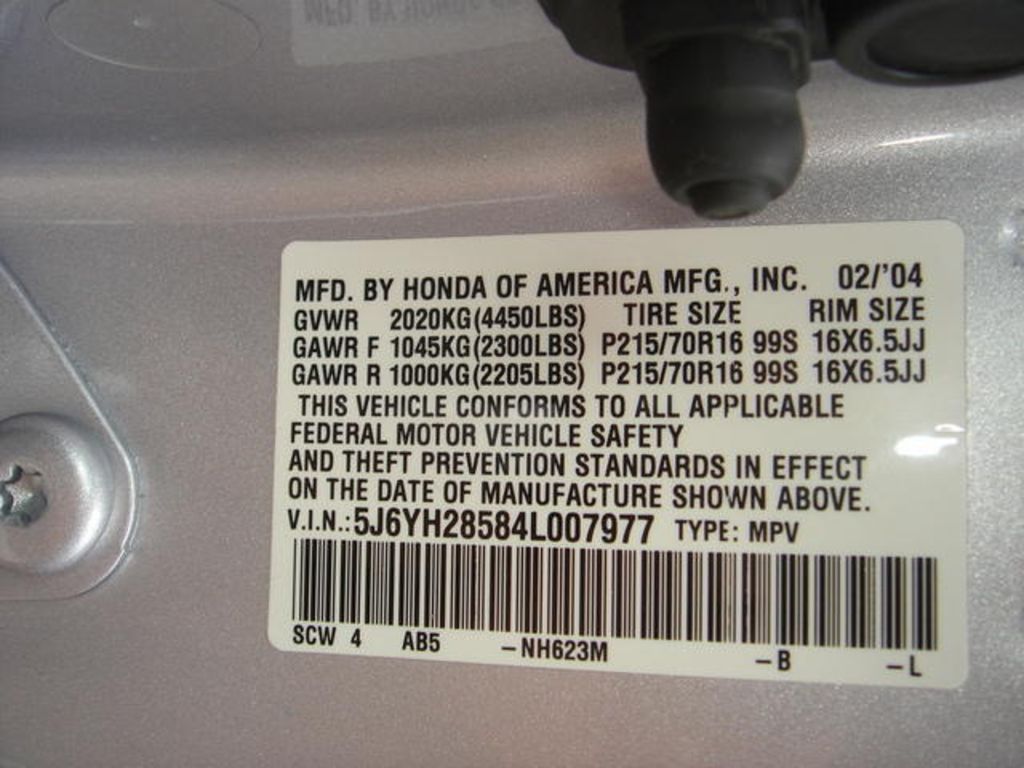 MFD. BY HONDA OF AMERICA MFG., INC. 02/'04
GVWR 2020KG(4450LBS) TIRE SIZE RIM SIZE
GAWR F 1045KG(2300LBS) P215/70R16 99S 16X6.5JJ
GAWR R 1000KG(2205LBS) P215/70R16 99S 16X6.5JJ
THIS VEHICLE CONFORMS TO ALL APPLICABLE
FEDERAL MOTOR VEHICLE SAFETY
AND THEFT PREVENTION STANDARDS IN EFFECT
ON THE DATE OF MANUFACTURE SHOWN ABOVE.
V.I.N.:5J6YH28584L007977 TYPE: MPV
SCW 4 AB5 -NH623M -B -L